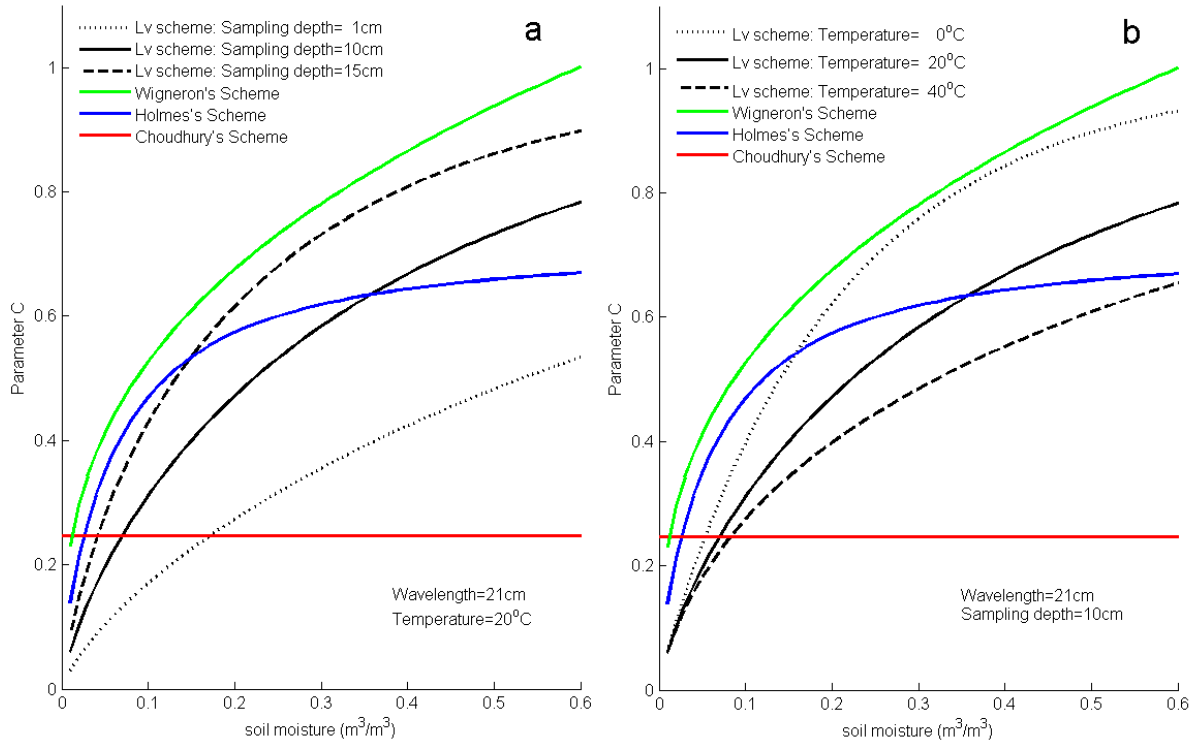 a
Lv scheme: Sampling depth= 1cm
Lv scheme: Sampling depth=10cm
Lv scheme: Sampling depth=15cm
Wigneron's Scheme
Holmes's Scheme
Choudhury's Scheme
Parameter C
1
0.8
0.6
0.4
0.2
0
Wavelength=21cm
Temperature=20°C
0 0.1 0.2 0.3 0.4 0.5 0.6
soil moisture (m³/m³)
b
Lv scheme: Temperature= 0°C
Lv scheme: Temperature= 20°C
Lv scheme: Temperature= 40°C
Wigneron's Scheme
Holmes's Scheme
Choudhury's Scheme
Parameter C
1
0.8
0.6
0.4
0.2
0
Wavelength=21cm
Sampling depth=10cm
0 0.1 0.2 0.3 0.4 0.5 0.6
soil moisture (m³/m³)